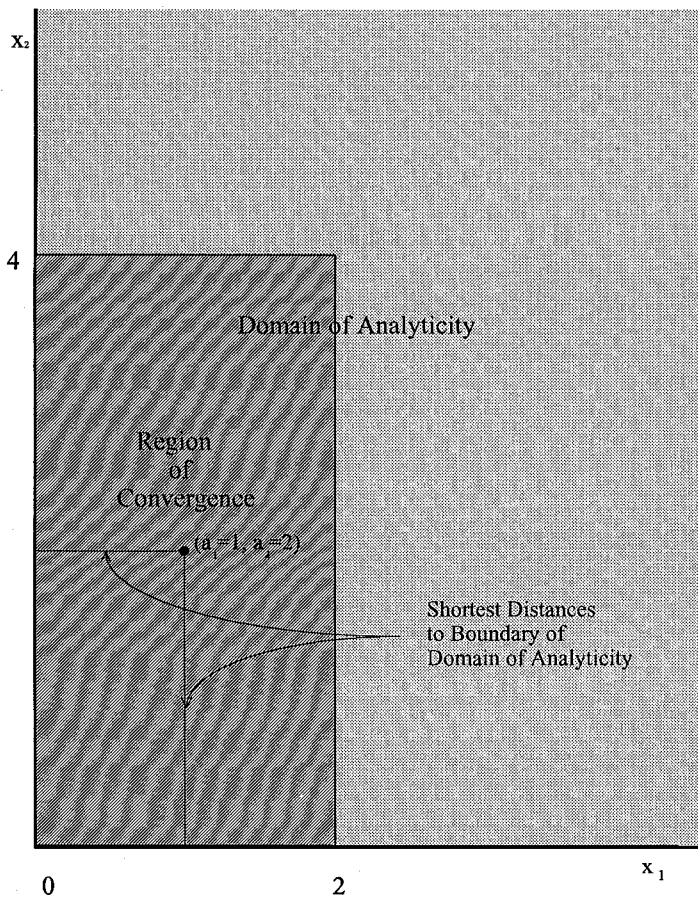 x₂
4
Domain of Analyticity
Region
of
Convergence
(a₁=1, a₂=2)
Shortest Distances
to Boundary of
Domain of Analyticity
x₁
0
2